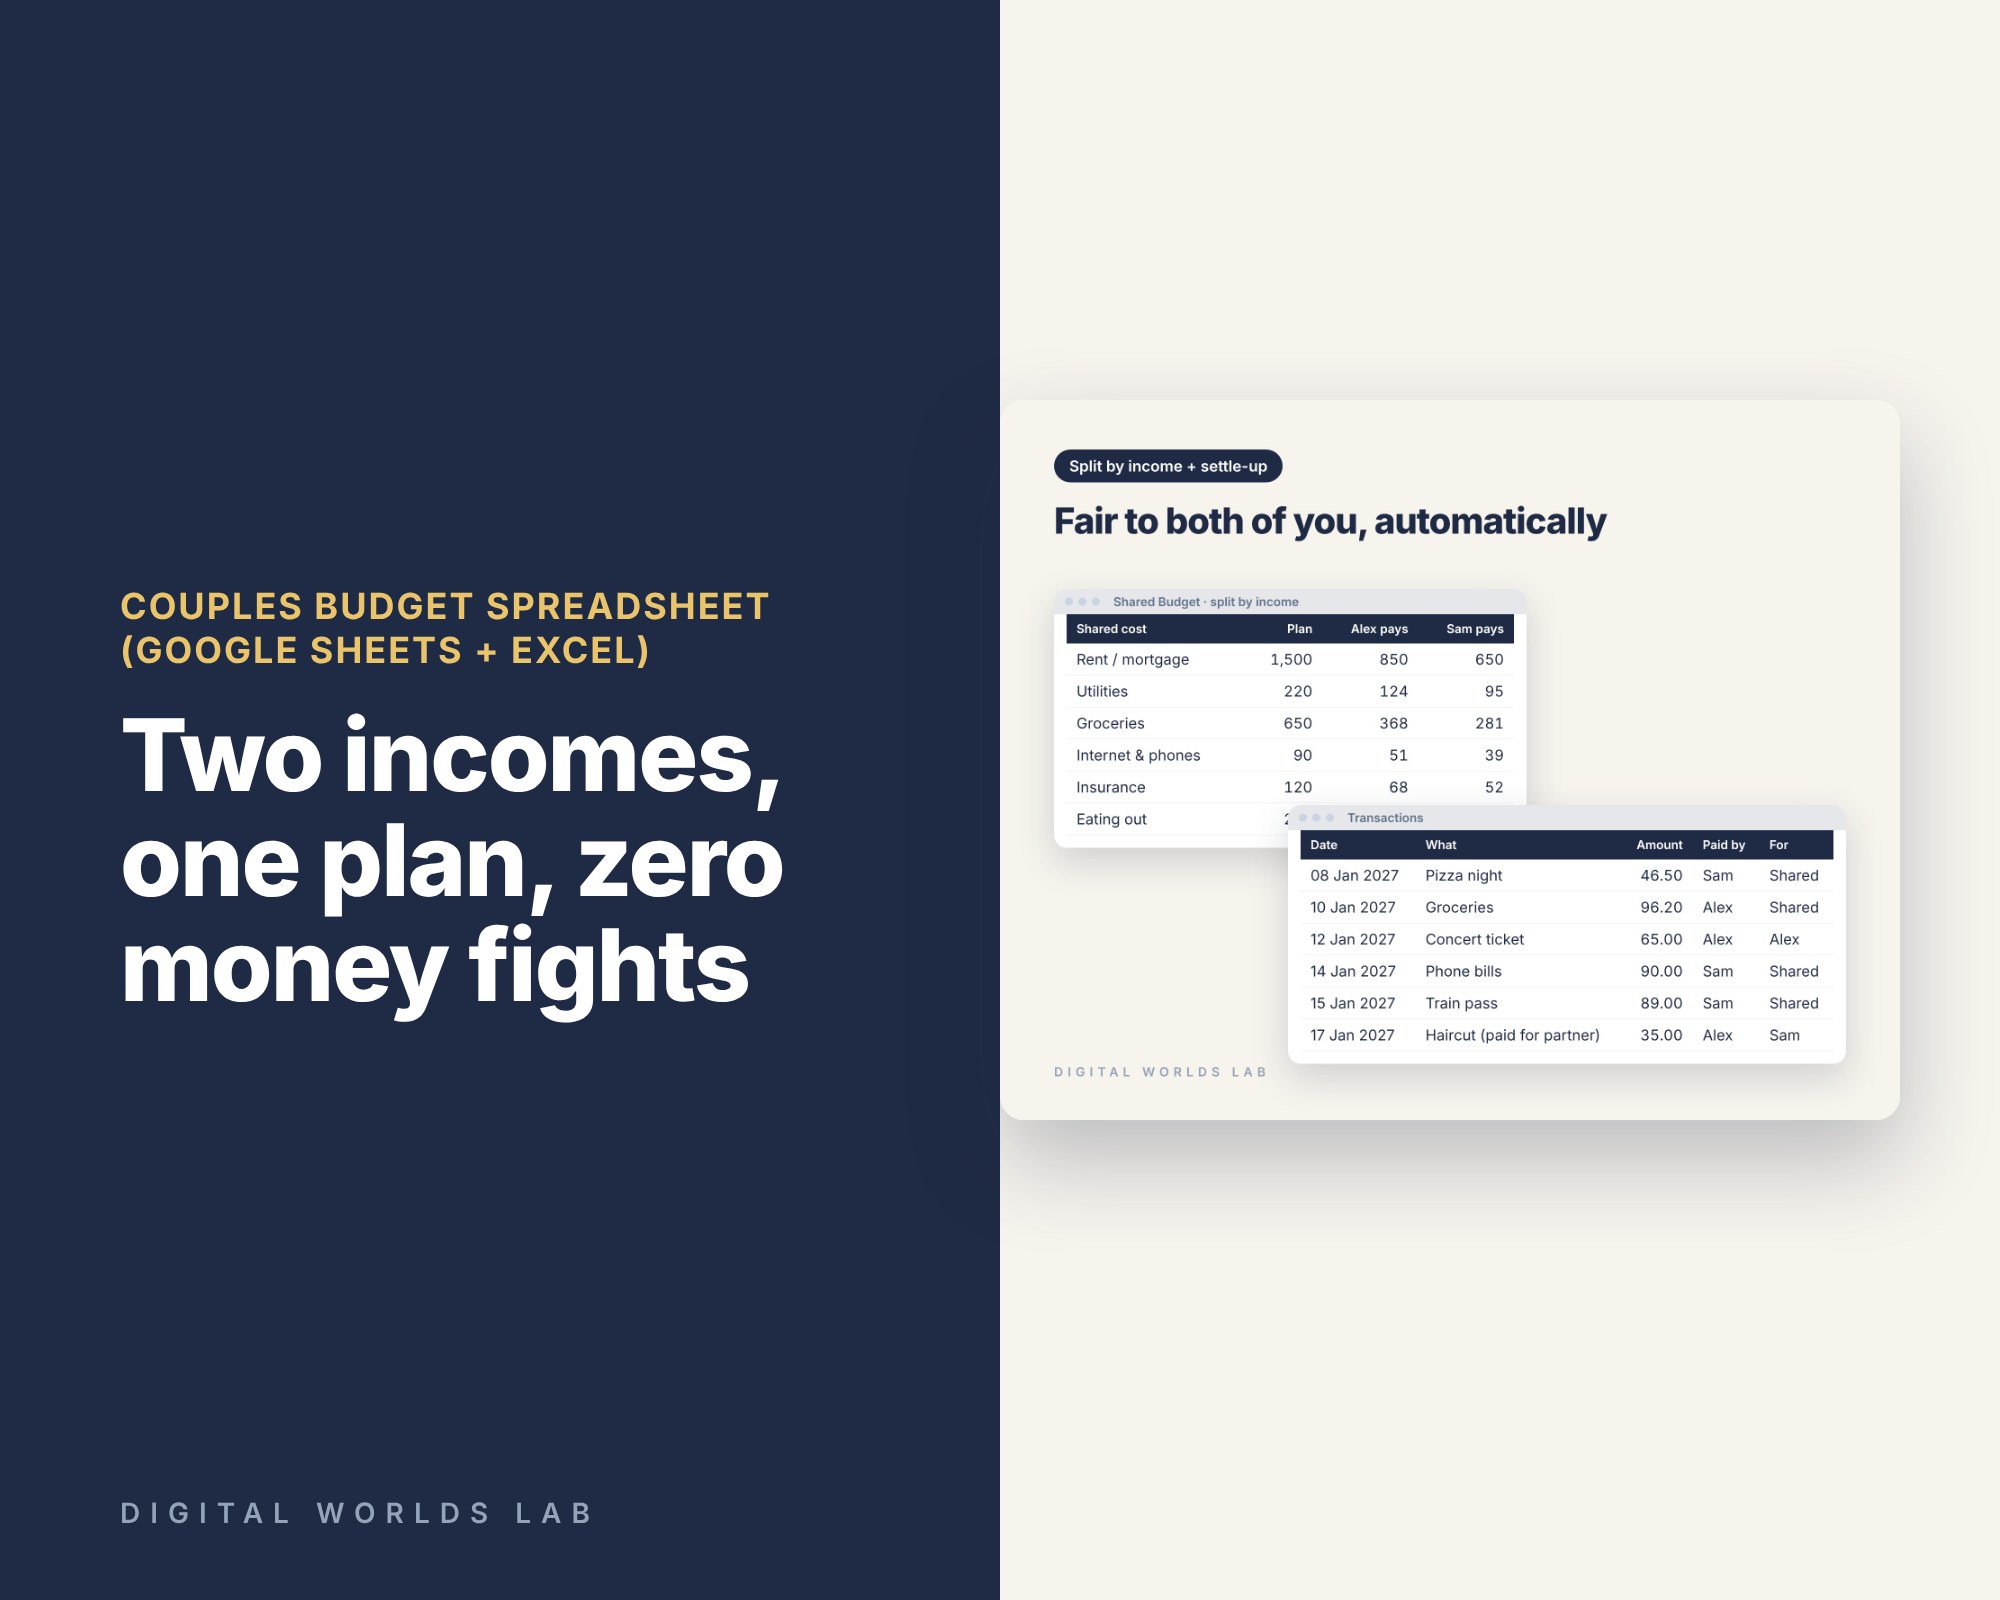 COUPLES BUDGET SPREADSHEET
(GOOGLE SHEETS + EXCEL)
Two incomes,
one plan, zero
money fights
DIGITAL WORLDS LAB
Split by income + settle-up
Fair to both of you, automatically
Shared Budget · split by income
Shared cost Plan Alex pays Sam pays
Rent / mortgage 1,500 850 650
Utilities 220 124 95
Groceries 650 368 281
Internet & phones 90 51 39
Insurance 120 68 52
Eating out
Transactions
Date What Amount Paid by For
08 Jan 2027 Pizza night 46.50 Sam Shared
10 Jan 2027 Groceries 96.20 Alex Shared
12 Jan 2027 Concert ticket 65.00 Alex Alex
14 Jan 2027 Phone bills 90.00 Sam Shared
15 Jan 2027 Train pass 89.00 Sam Shared
17 Jan 2027 Haircut (paid for partner) 35.00 Alex Sam
DIGITAL WORLDS LAB